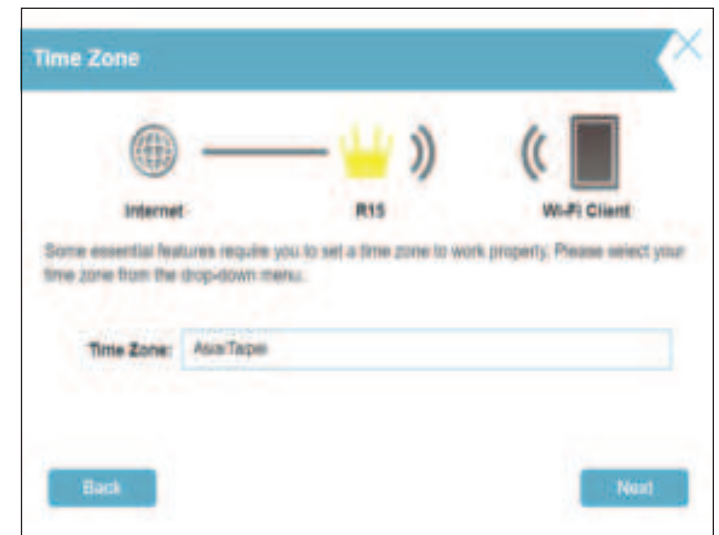 Time Zone
Internet
R15
Wi-Fi Client
Some essential features require you to set a time zone to work properly. Please select your
time zone from the drop-down menu.
Time Zone: Asia/Taipei
Back
Next